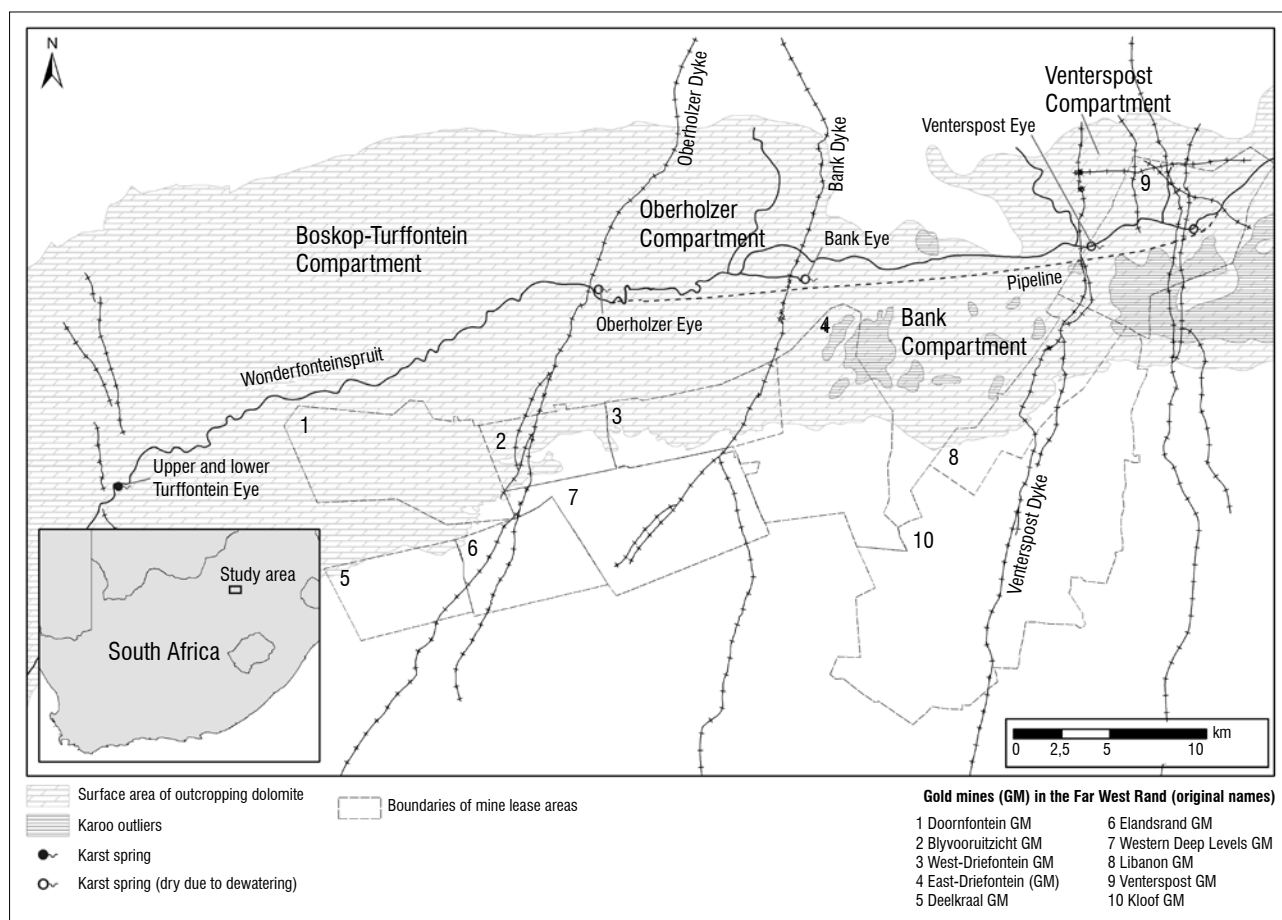 N
Oberholzer Dyke
Bank Dyke
Venterspost
Compartment
Venterspost Eye
9
Boskop-Turffontein
Compartment
Oberholzer
Compartment
Bank Eye
Pipeline
Oberholzer Eye
4
Bank
Compartment
Wonderfonteinspruit
1
2
3
8
Upper and lower
Turffontein Eye
7
Venterspost Dyke
6
10
5
Study area
South Africa
km
0 2,5 5 10
Surface area of outcropping dolomite
Karoo outliers
Karst spring
Karst spring (dry due to dewatering)
Boundaries of mine lease areas
Gold mines (GM) in the Far West Rand (original names)
1 Doornfontein GM
2 Blyvooruitzicht GM
3 West-Driefontein GM
4 East-Driefontein (GM)
5 Deelkraal GM
6 Elandsrand GM
7 Western Deep Levels GM
8 Libanon GM
9 Venterspost GM
10 Kloof GM